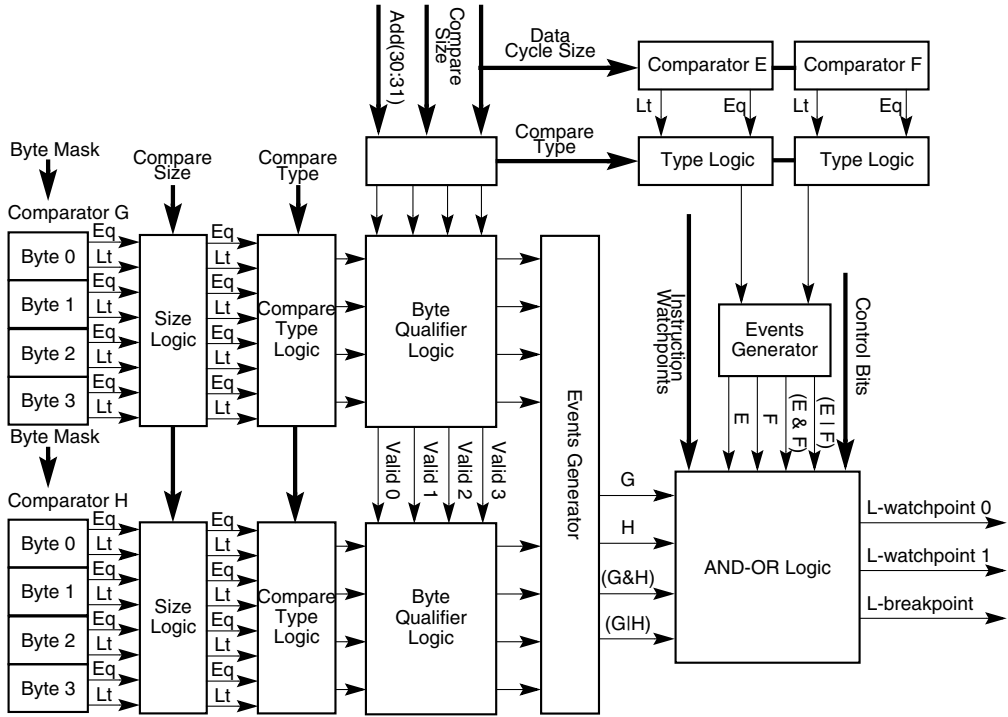 Add(30:31)
Compare
Size
Data
Cycle Size
Comparator E
Comparator F
Lt
Eq
Lt
Eq
Compare
Type
Type Logic
Type Logic
Byte Mask
Compare
Size
Compare
Type
Comparator G
Byte 0
Byte 1
Byte 2
Byte 3
Eq
Lt
Eq
Lt
Eq
Lt
Eq
Lt
Size
Logic
Eq
Lt
Eq
Lt
Eq
Lt
Eq
Lt
Compare
Type
Logic
Byte
Qualifier
Logic
Instruction
Watchpoints
Events
Generator
Control Bits
E
F
(E & F)
(E | F)
Byte Mask
Valid 0
Valid 1
Valid 2
Valid 3
Events Generator
Comparator H
Byte 0
Byte 1
Byte 2
Byte 3
Eq
Lt
Eq
Lt
Eq
Lt
Eq
Lt
Size
Logic
Eq
Lt
Eq
Lt
Eq
Lt
Eq
Lt
Compare
Type
Logic
Byte
Qualifier
Logic
G
H
(G&H)
(G|H)
AND-OR Logic
L-watchpoint 0
L-watchpoint 1
L-breakpoint